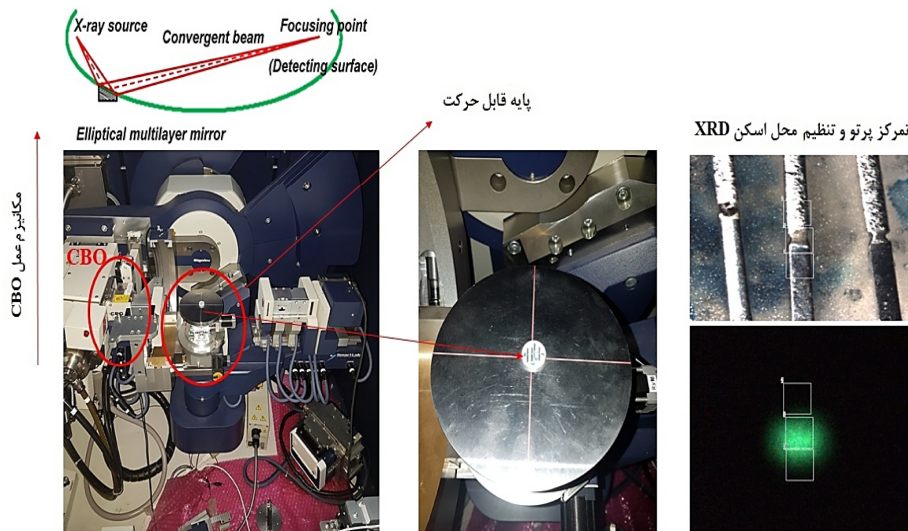 X-ray source
Focusing point
Convergent beam
(Detecting surface)
Elliptical multilayer mirror
پایه قابل حرکت
تمرکز پرتو و تنظیم محل اسکن XRD
مکانیزم عمل CBO
CBO